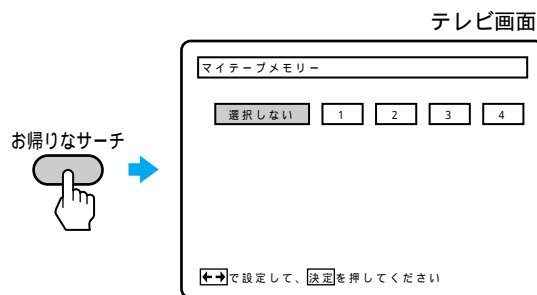 テレビ画面
マイテープメモリー
選択しない 1 2 3 4
お帰りなサーチ
←→で設定して、決定を押してください